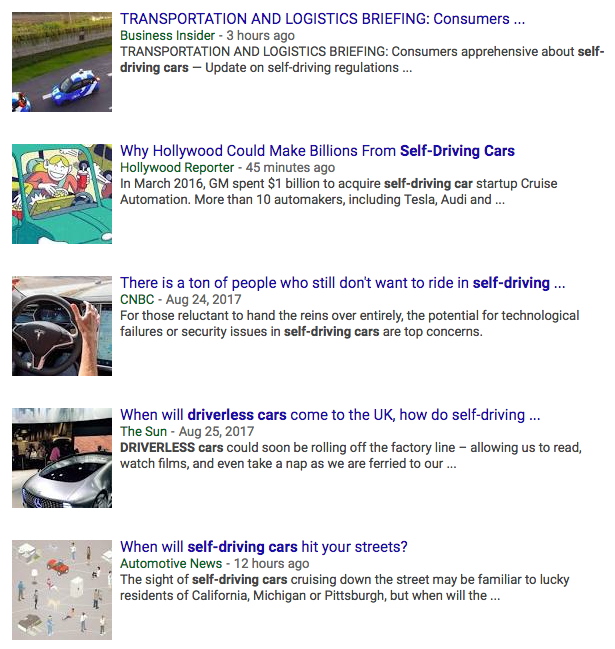 TRANSPORTATION AND LOGISTICS BRIEFING: Consumers ...
Business Insider - 3 hours ago
TRANSPORTATION AND LOGISTICS BRIEFING: Consumers apprehensive about self-
driving cars — Update on self-driving regulations ...
Why Hollywood Could Make Billions From Self-Driving Cars
Hollywood Reporter - 45 minutes ago
In March 2016, GM spent $1 billion to acquire self-driving car startup Cruise
Automation. More than 10 automakers, including Tesla, Audi and ...
There is a ton of people who still don't want to ride in self-driving ...
CNBC - Aug 24, 2017
For those reluctant to hand the reins over entirely, the potential for technological
failures or security issues in self-driving cars are top concerns.
When will driverless cars come to the UK, how do self-driving ...
The Sun - Aug 25, 2017
DRIVERLESS cars could soon be rolling off the factory line – allowing us to read,
watch films, and even take a nap as we are ferried to our ...
When will self-driving cars hit your streets?
Automotive News - 12 hours ago
The sight of self-driving cars cruising down the street may be familiar to lucky
residents of California, Michigan or Pittsburgh, but when will the ...